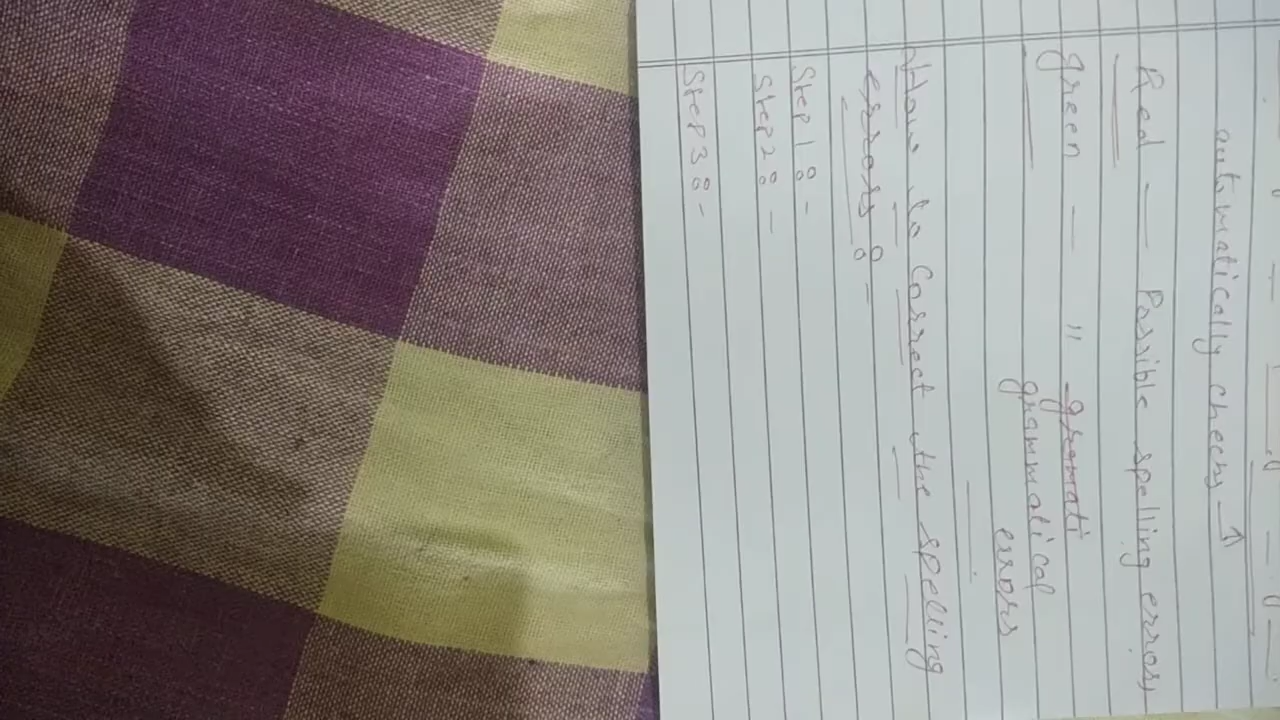 automatically checks
Red — Possible spelling errors
green — " gramati
grammatical
errors
How to Correct the spelling
errors :-
Step 1 :-
Step 2 :-
Step 3 :-